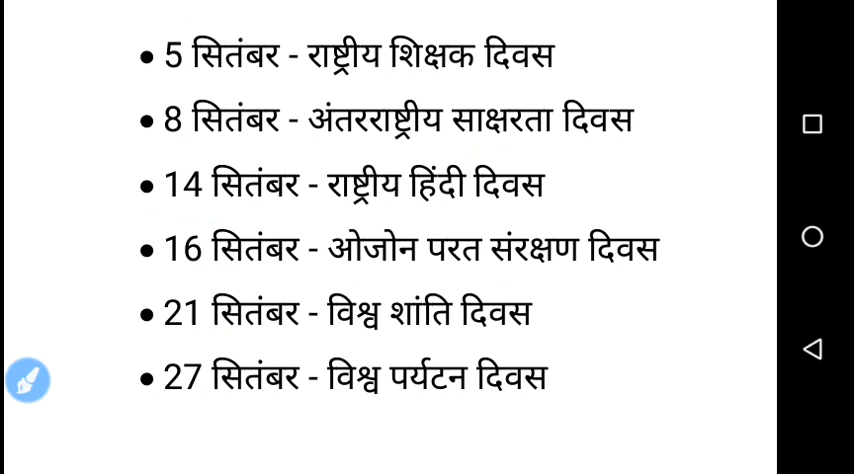 • 5 सितंबर - राष्ट्रीय शिक्षक दिवस
• 8 सितंबर - अंतरराष्ट्रीय साक्षरता दिवस
• 14 सितंबर - राष्ट्रीय हिंदी दिवस
• 16 सितंबर - ओजोन परत संरक्षण दिवस
• 21 सितंबर - विश्व शांति दिवस
• 27 सितंबर - विश्व पर्यटन दिवस